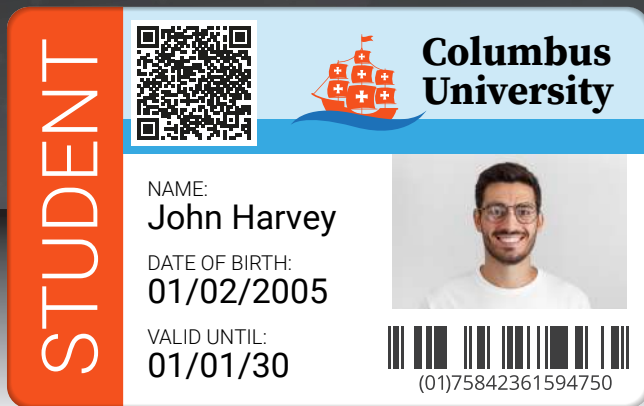 STUDENT
Columbus
University
NAME:
John Harvey
DATE OF BIRTH:
01/02/2005
VALID UNTIL:
01/01/30
(01)75842361594750